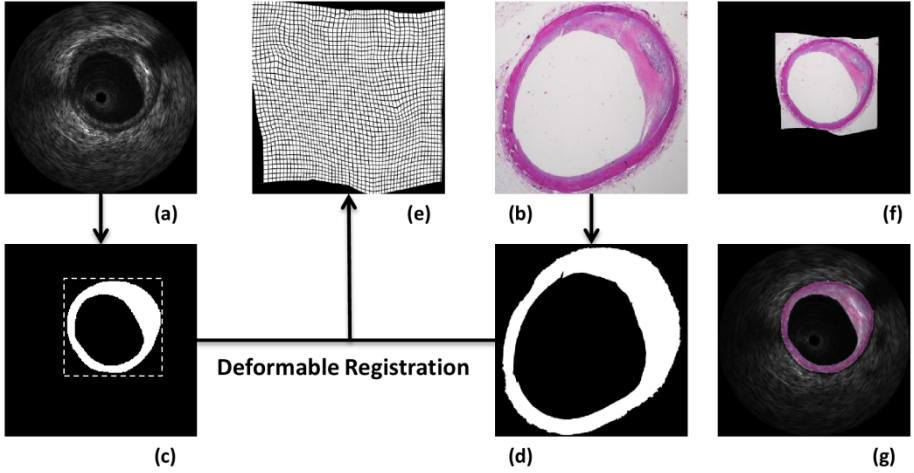 (a)
(e)
(b)
(f)
Deformable Registration
(c)
(d)
(g)